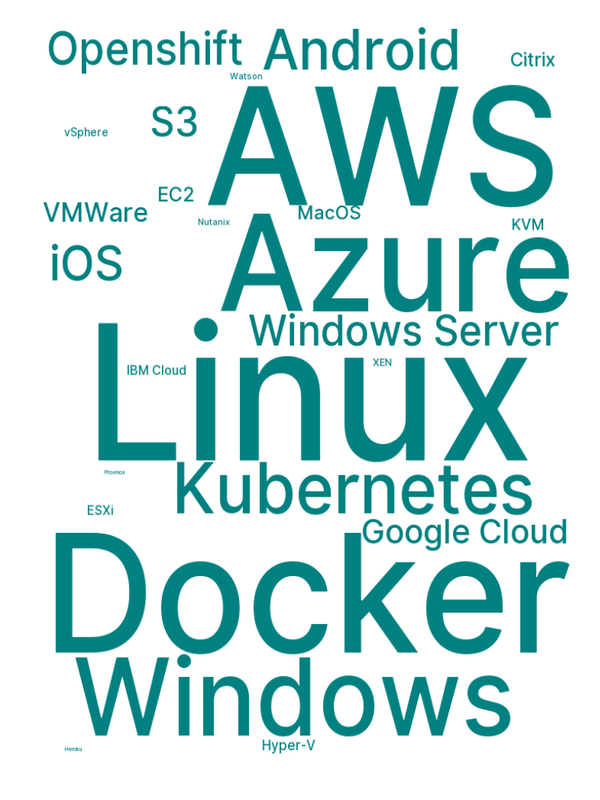 Openshift Android
Citrix
Watson
AWS
S3
vSphere
EC2
VMWare
MacOS
Nutanix
KVM
Azure
iOS
Windows Server
Linux
IBM Cloud
XEN
Kubernetes
Proxmox
ESXi
Google Cloud
Docker
Windows
Hyper-V
Heroku